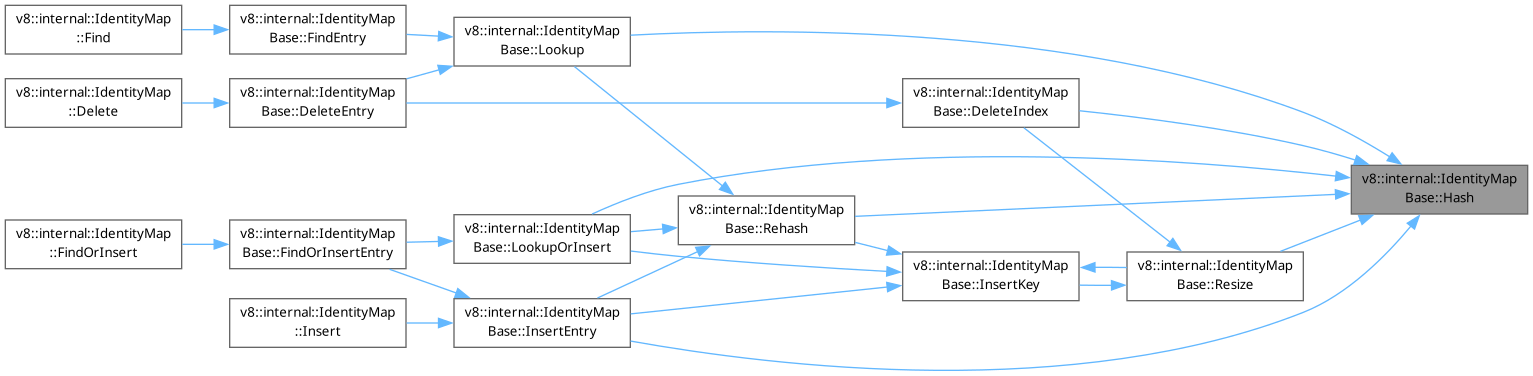 v8::internal::IdentityMap
::Find
v8::internal::IdentityMap
Base::FindEntry
v8::internal::IdentityMap
Base::Lookup
v8::internal::IdentityMap
::Delete
v8::internal::IdentityMap
Base::DeleteEntry
v8::internal::IdentityMap
Base::DeleteIndex
v8::internal::IdentityMap
Base::Hash
v8::internal::IdentityMap
::FindOrInsert
v8::internal::IdentityMap
Base::FindOrInsertEntry
v8::internal::IdentityMap
Base::LookupOrInsert
v8::internal::IdentityMap
Base::Rehash
v8::internal::IdentityMap
Base::InsertKey
v8::internal::IdentityMap
Base::Resize
v8::internal::IdentityMap
::Insert
v8::internal::IdentityMap
Base::InsertEntry